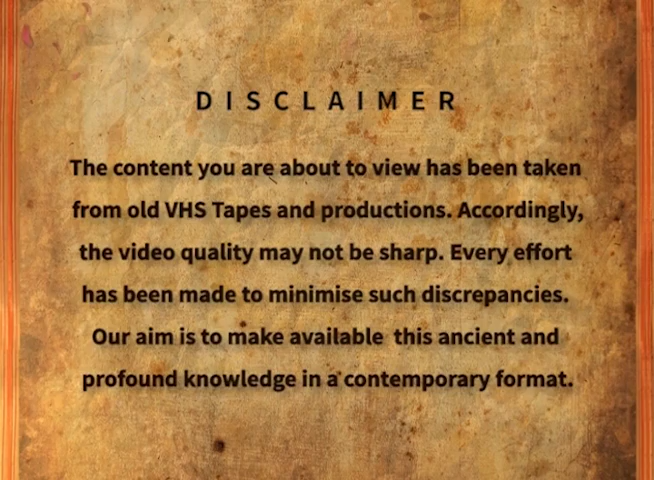 DISCLAIMER
The content you are about to view has been taken
from old VHS Tapes and productions. Accordingly,
the video quality may not be sharp. Every effort
has been made to minimise such discrepancies.
Our aim is to make available this ancient and
profound knowledge in a contemporary format.